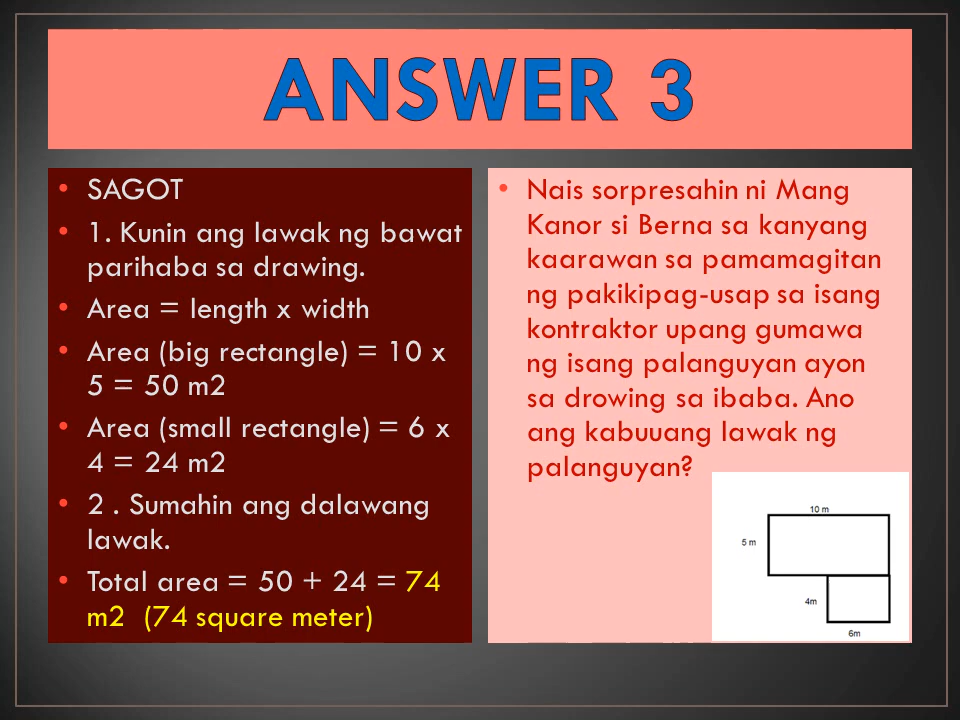 ANSWER 3
• SAGOT
• 1. Kunin ang lawak ng bawat
parihaba sa drawing.
• Area = length x width
• Area (big rectangle) = 10 x
5 = 50 m2
• Area (small rectangle) = 6 x
4 = 24 m2
• 2 . Sumahin ang dalawang
lawak.
• Total area = 50 + 24 = 74
m2 (74 square meter)
• Nais sorpresahin ni Mang
Kanor si Berna sa kanyang
kaarawan sa pamamagitan
ng pakikipag-usap sa isang
kontraktor upang gumawa
ng isang palanguyan ayon
sa drowing sa ibaba. Ano
ang kabuuang lawak ng
palanguyan?
10 m
5 m
4m
6m